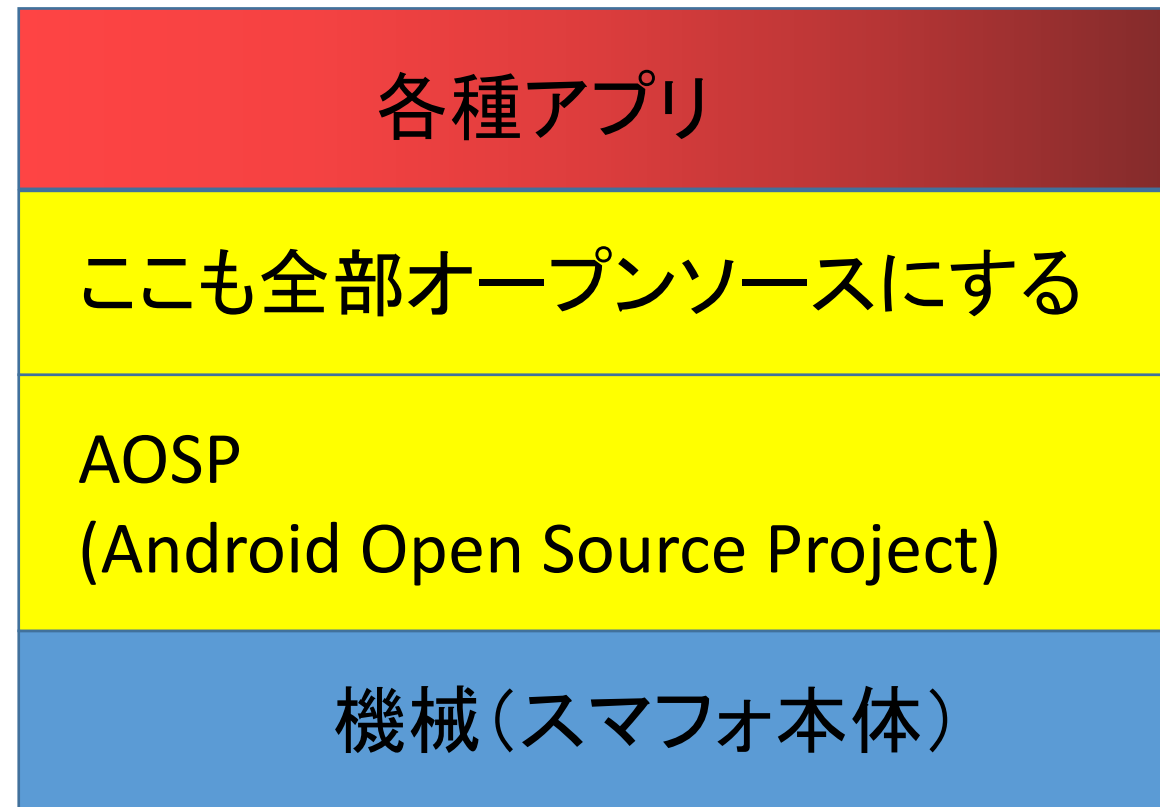 各種アプリ
ここも全部オープンソースにする
AOSP
(Android Open Source Project)
機械（スマフォ本体）